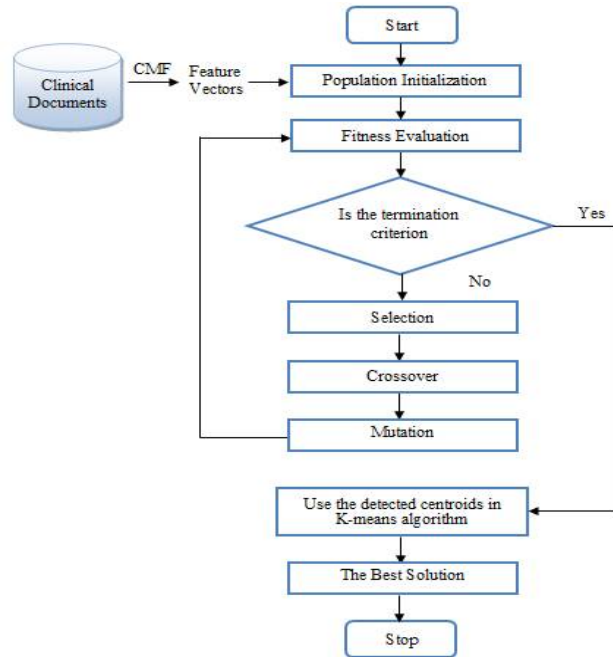 Start
Clinical
Documents
CMF
Feature
Vectors
Population Initialization
Fitness Evaluation
Is the termination
criterion
Yes
No
Selection
Crossover
Mutation
Use the detected centroids in
K-means algorithm
The Best Solution
Stop